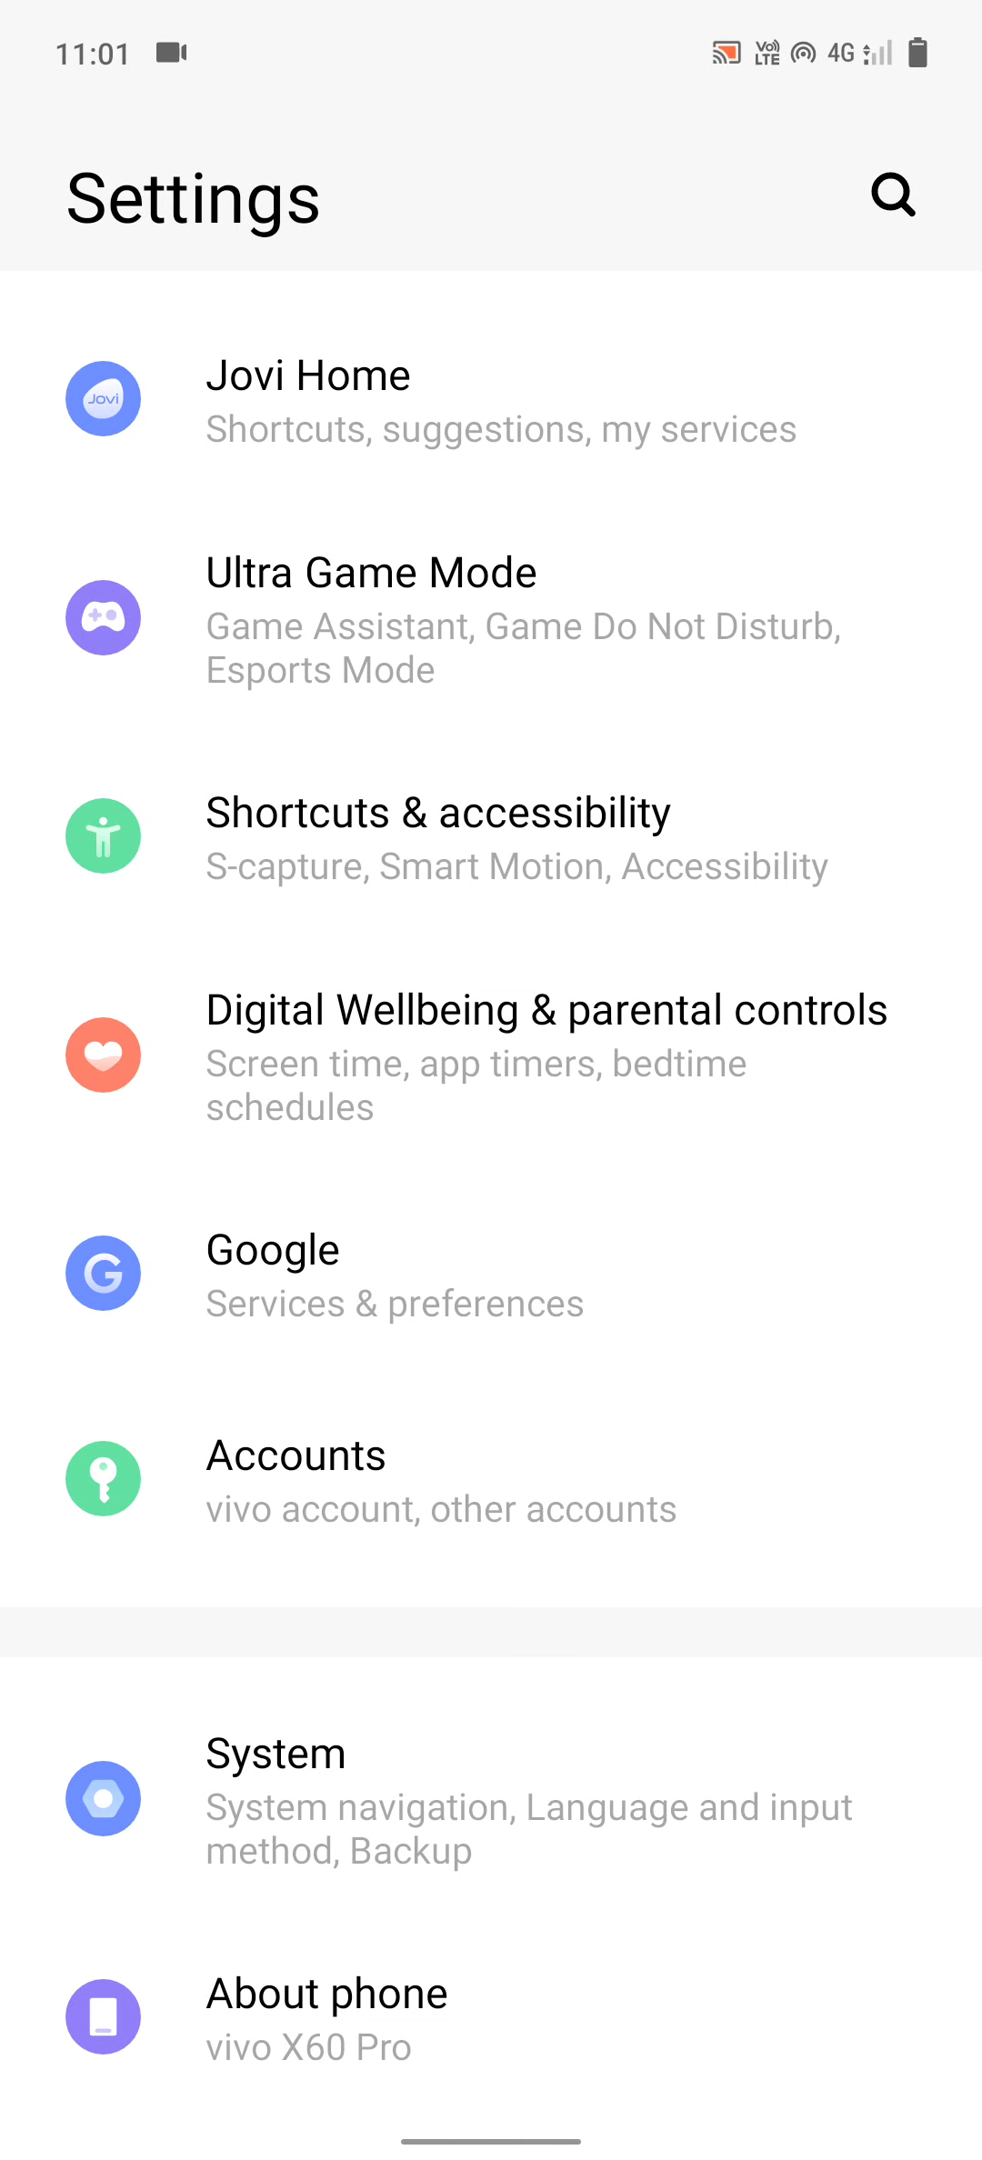 11:01
Vo) LTE 4G
Settings
Jovi Home
Jovi
Shortcuts, suggestions, my services
Ultra Game Mode
Game Assistant, Game Do Not Disturb,
Esports Mode
Shortcuts & accessibility
S-capture, Smart Motion, Accessibility
Digital Wellbeing & parental controls
Screen time, app timers, bedtime
schedules
Google
G
Services & preferences
Accounts
vivo account, other accounts
System
System navigation, Language and input
method, Backup
About phone
vivo X60 Pro